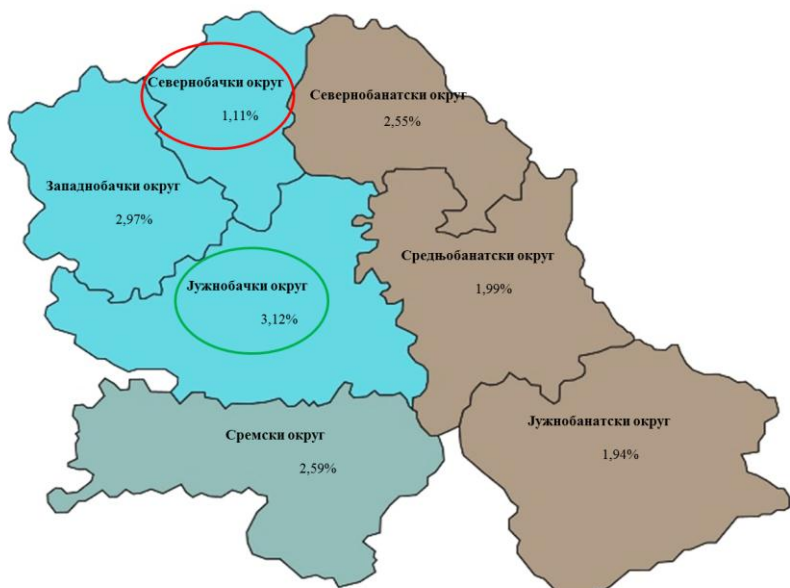 Севернобачки округ
1,11%
Севернобанатски округ
2,55%
Западнобачки округ
2,97%
Средњобанатски округ
1,99%
Јужнобачки округ
3,12%
Јужнобанатски округ
1,94%
Сремски округ
2,59%